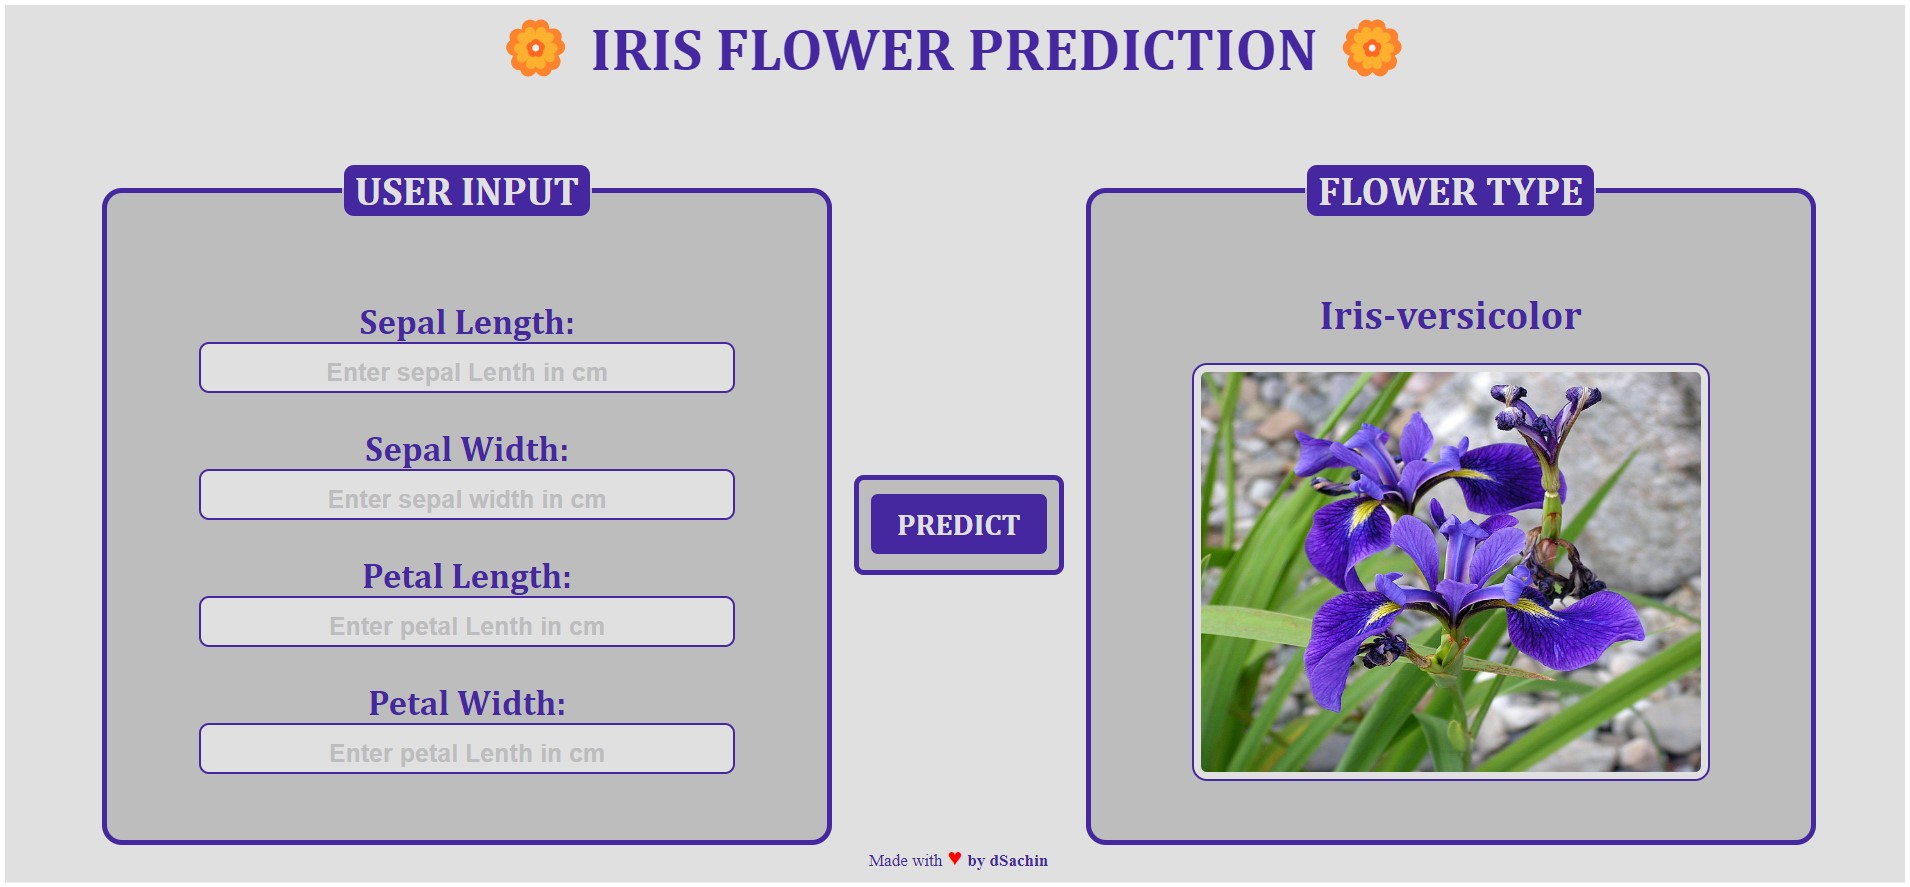 IRIS FLOWER PREDICTION
USER INPUT
Sepal Length:
Enter sepal Lenth in cm
Sepal Width:
Enter sepal width in cm
Petal Length:
Enter petal Lenth in cm
Petal Width:
Enter petal Lenth in cm
PREDICT
FLOWER TYPE
Iris-versicolor
Made with ♥ by dSachin